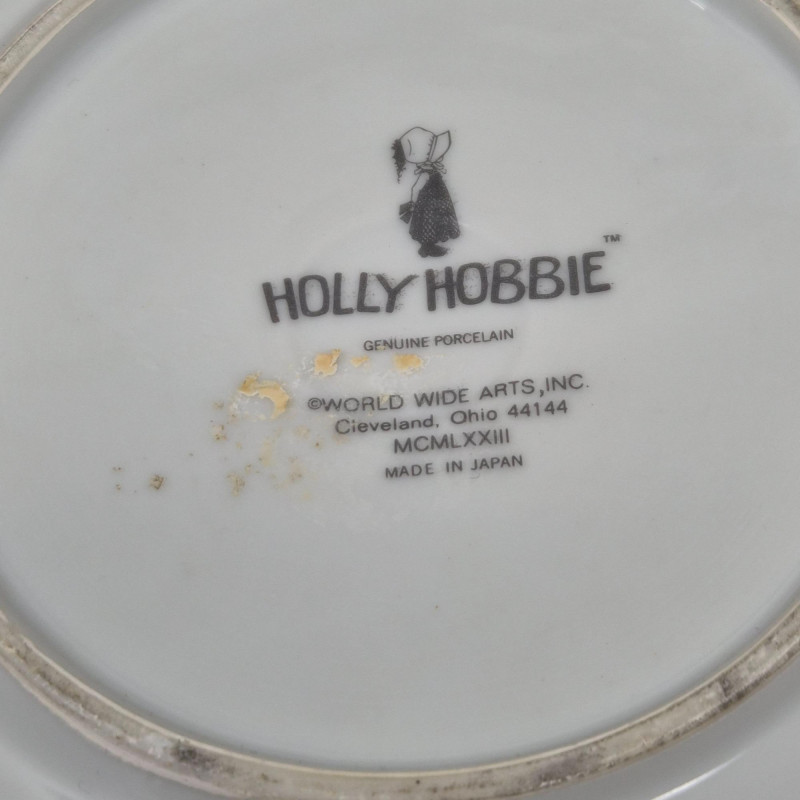 HOLLY HOBBIE™
GENUINE PORCELAIN
©WORLD WIDE ARTS, INC.
Cleveland, Ohio 44144
MCMLXXIII
MADE IN JAPAN